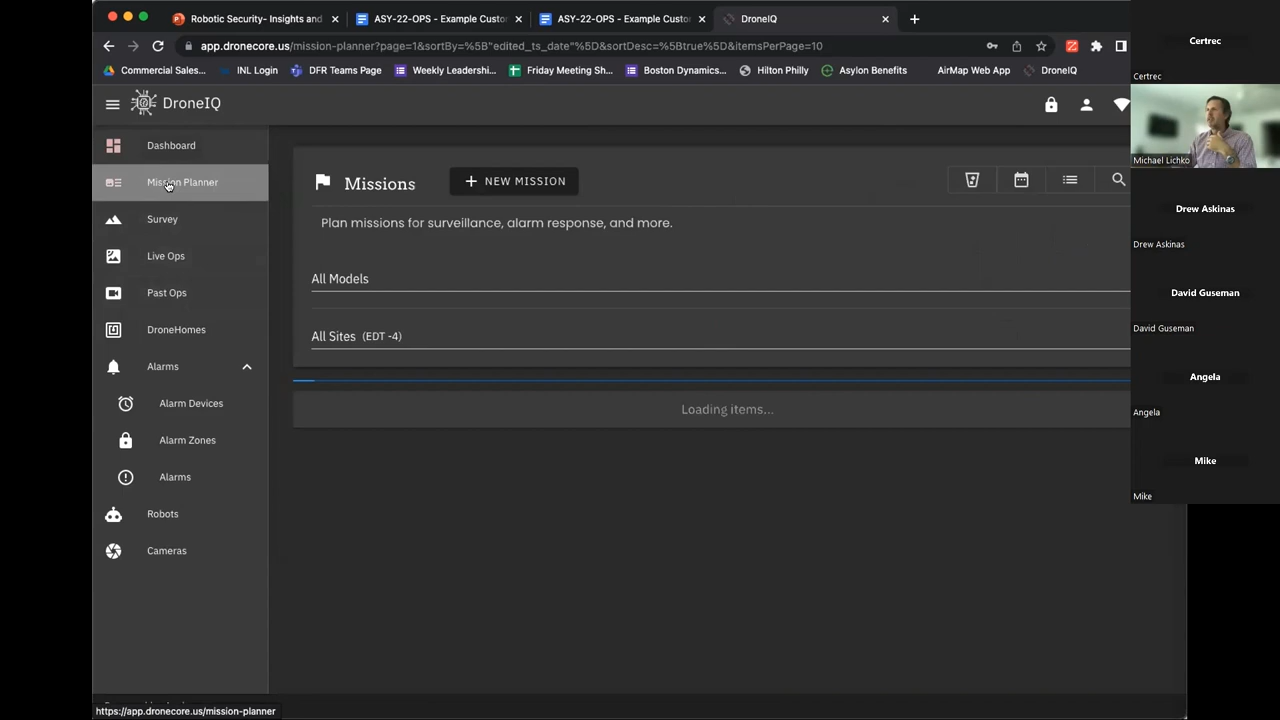 Robotic Security- Insights and
ASY-22-OPS - Example Custo
ASY-22-OPS - Example Custo
DroneIQ
app.dronecore.us/mission-planner?page=1&sortBy=%5B"edited_ts_date"%5D&sortDesc=%5Btrue%5D&itemsPerPage=10
Commercial Sales...
INL Login
DFR Teams Page
Weekly Leadershi...
Friday Meeting Sh...
Boston Dynamics...
Hilton Philly
Asylon Benefits
AirMap Web App
DroneIQ
DroneIQ
Dashboard
Mission Planner
Survey
Live Ops
Past Ops
DroneHomes
Alarms
Alarm Devices
Alarm Zones
Alarms
Robots
Cameras
Missions
NEW MISSION
Plan missions for surveillance, alarm response, and more.
All Models
All Sites (EDT -4)
Loading items...
https://app.dronecore.us/mission-planner
Certrec
Certrec
Michael Lichko
Drew Askinas
Drew Askinas
David Guseman
David Guseman
Angela
Angela
Mike
Mike